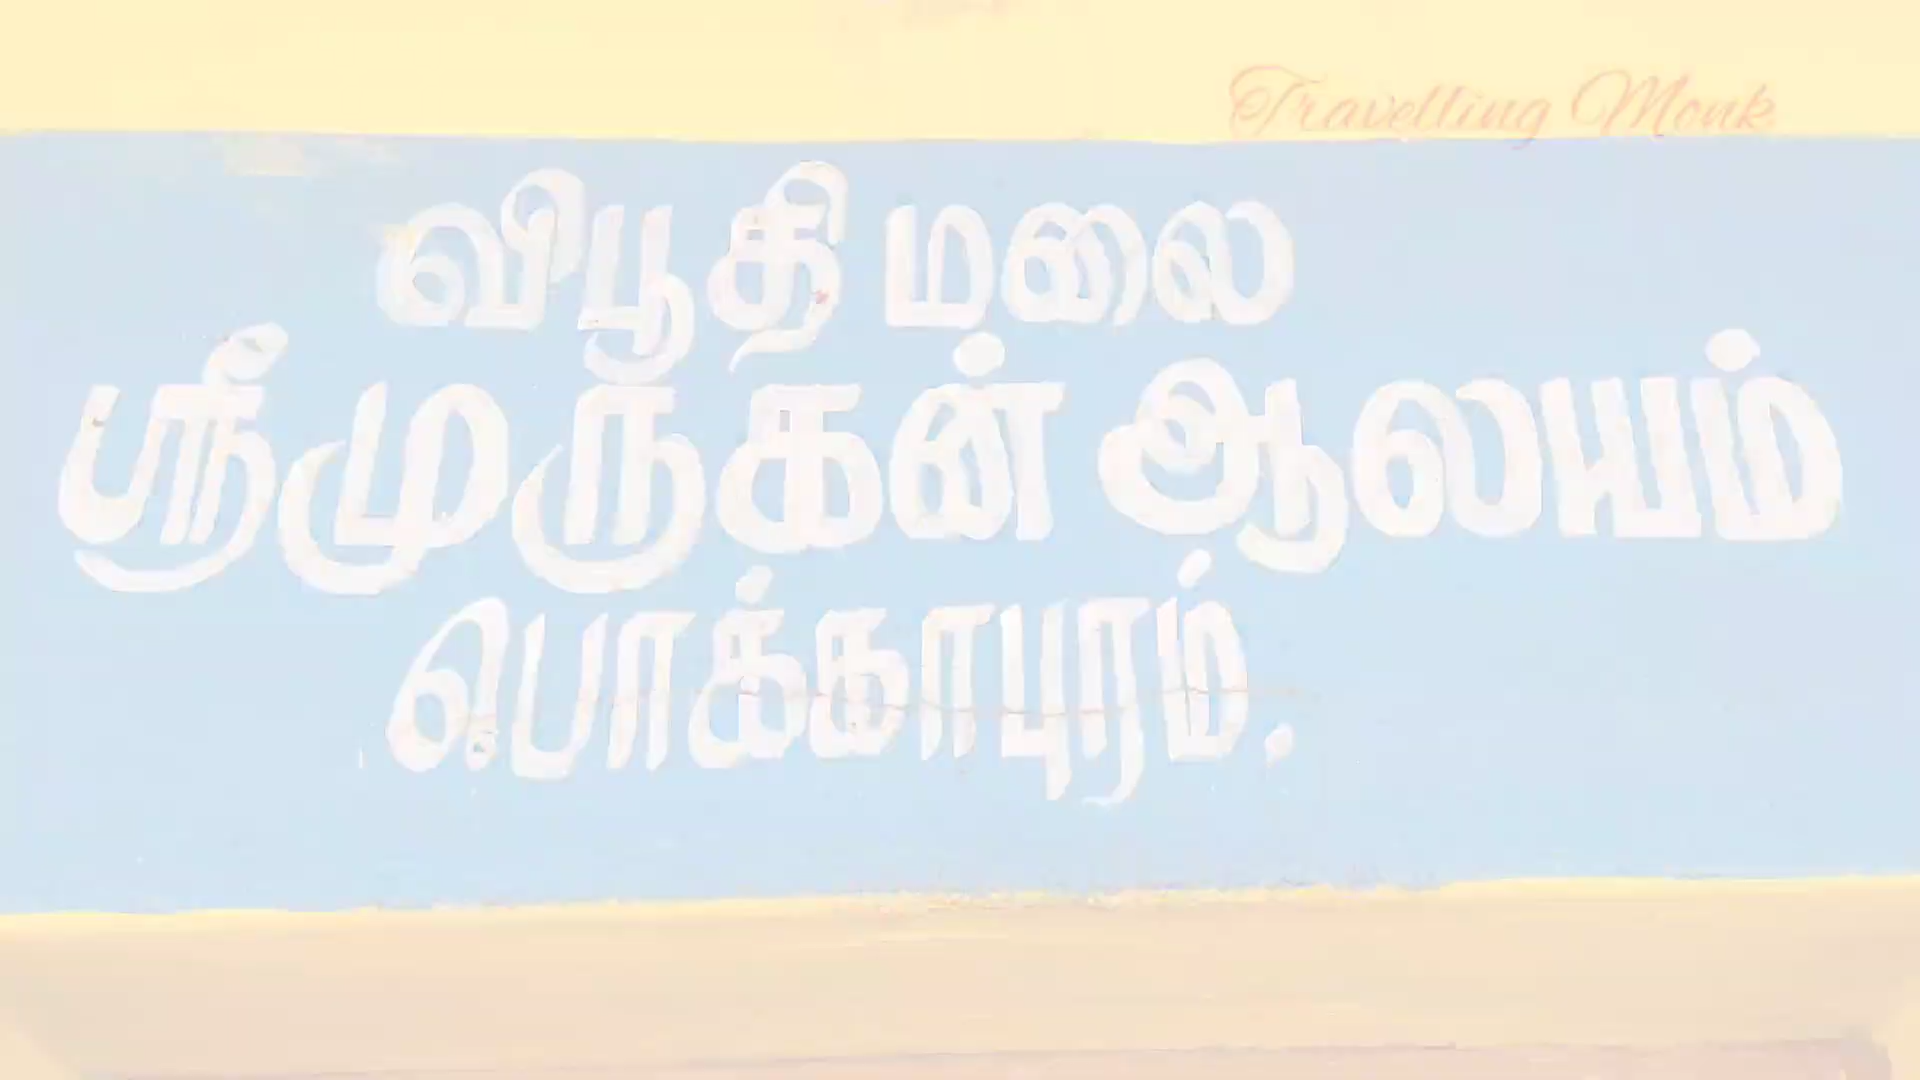 Travelling Monk
விபூதி மலை
ஸ்ரீமுருகன் ஆலயம்
பொக்காபுரம்.